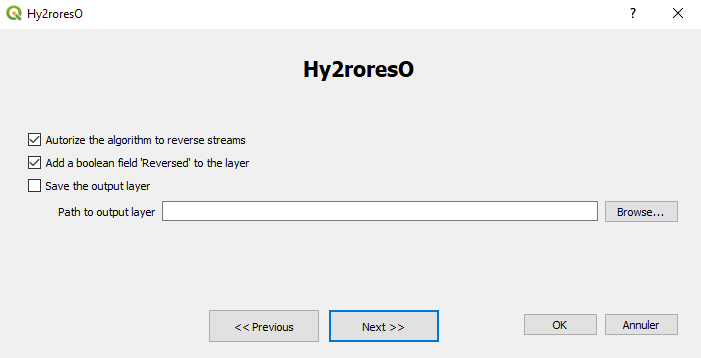 Hy2roresO
?
Hy2roresO
Autorize the algorithm to reverse streams
Add a boolean field 'Reversed' to the layer
Save the output layer
Path to output layer
Browse...
<< Previous
Next >>
OK
Annuler